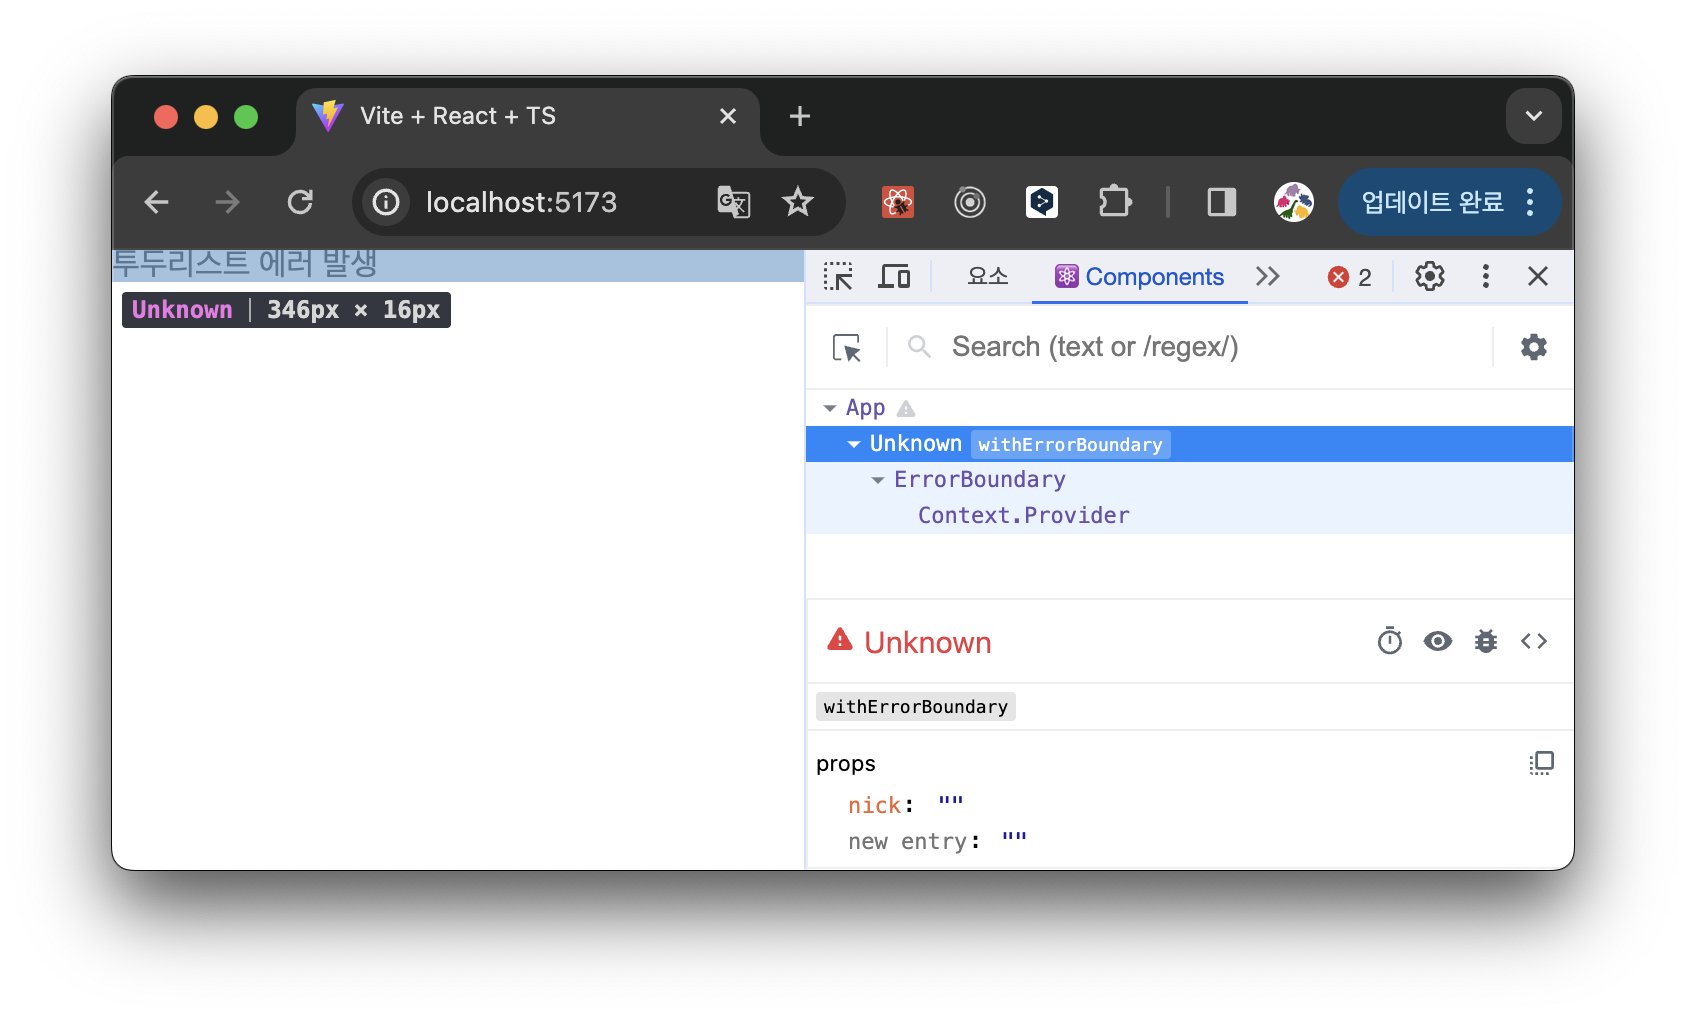 Vite + React + TS
localhost:5173
업데이트 완료
투두리스트 에러 발생
Unknown | 346px × 16px
요소
Components
2
Search (text or /regex/)
App
Unknown withErrorBoundary
ErrorBoundary
Context.Provider
Unknown
withErrorBoundary
props
nick: ""
new entry: ""